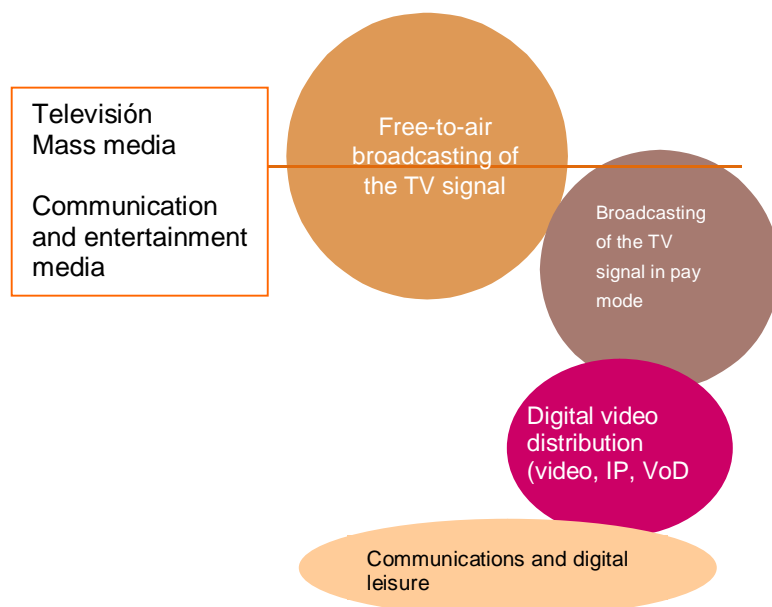 Televisión
Mass media
Communication
and entertainment
media
Free-to-air
broadcasting of
the TV signal
Broadcasting
of the TV
signal in pay
mode
Digital video
distribution
(video, IP, VoD
Communications and digital
leisure